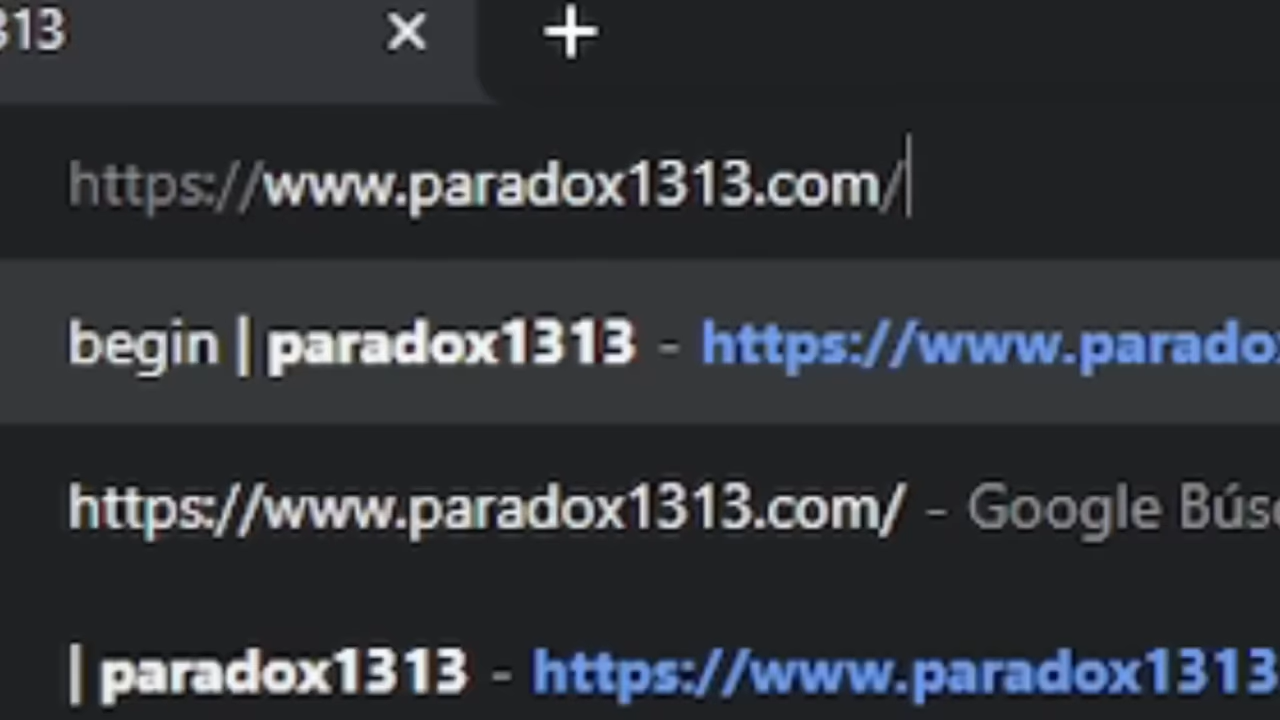 313
https://www.paradox1313.com/
begin | paradox1313 - https://www.parado
https://www.paradox1313.com/ - Google Bús
| paradox1313 - https://www.paradox1313